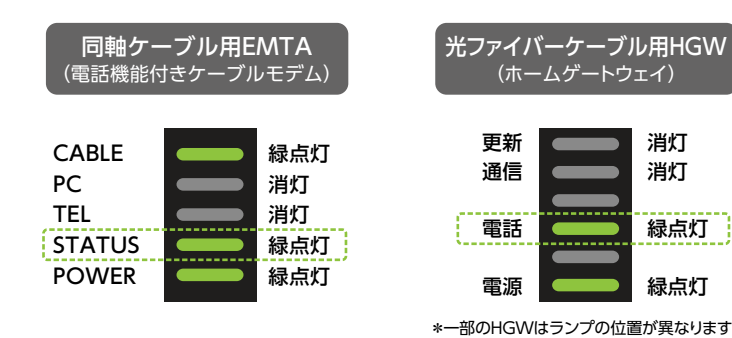 同軸ケーブル用EMTA
（電話機能付きケーブルモデム）
CABLE 緑点灯
PC 消灯
TEL 消灯
STATUS 緑点灯
POWER 緑点灯
光ファイバーケーブル用HGW
（ホームゲートウェイ）
更新 消灯
通信 消灯
電話 緑点灯
電源 緑点灯
*一部のHGWはランプの位置が異なります